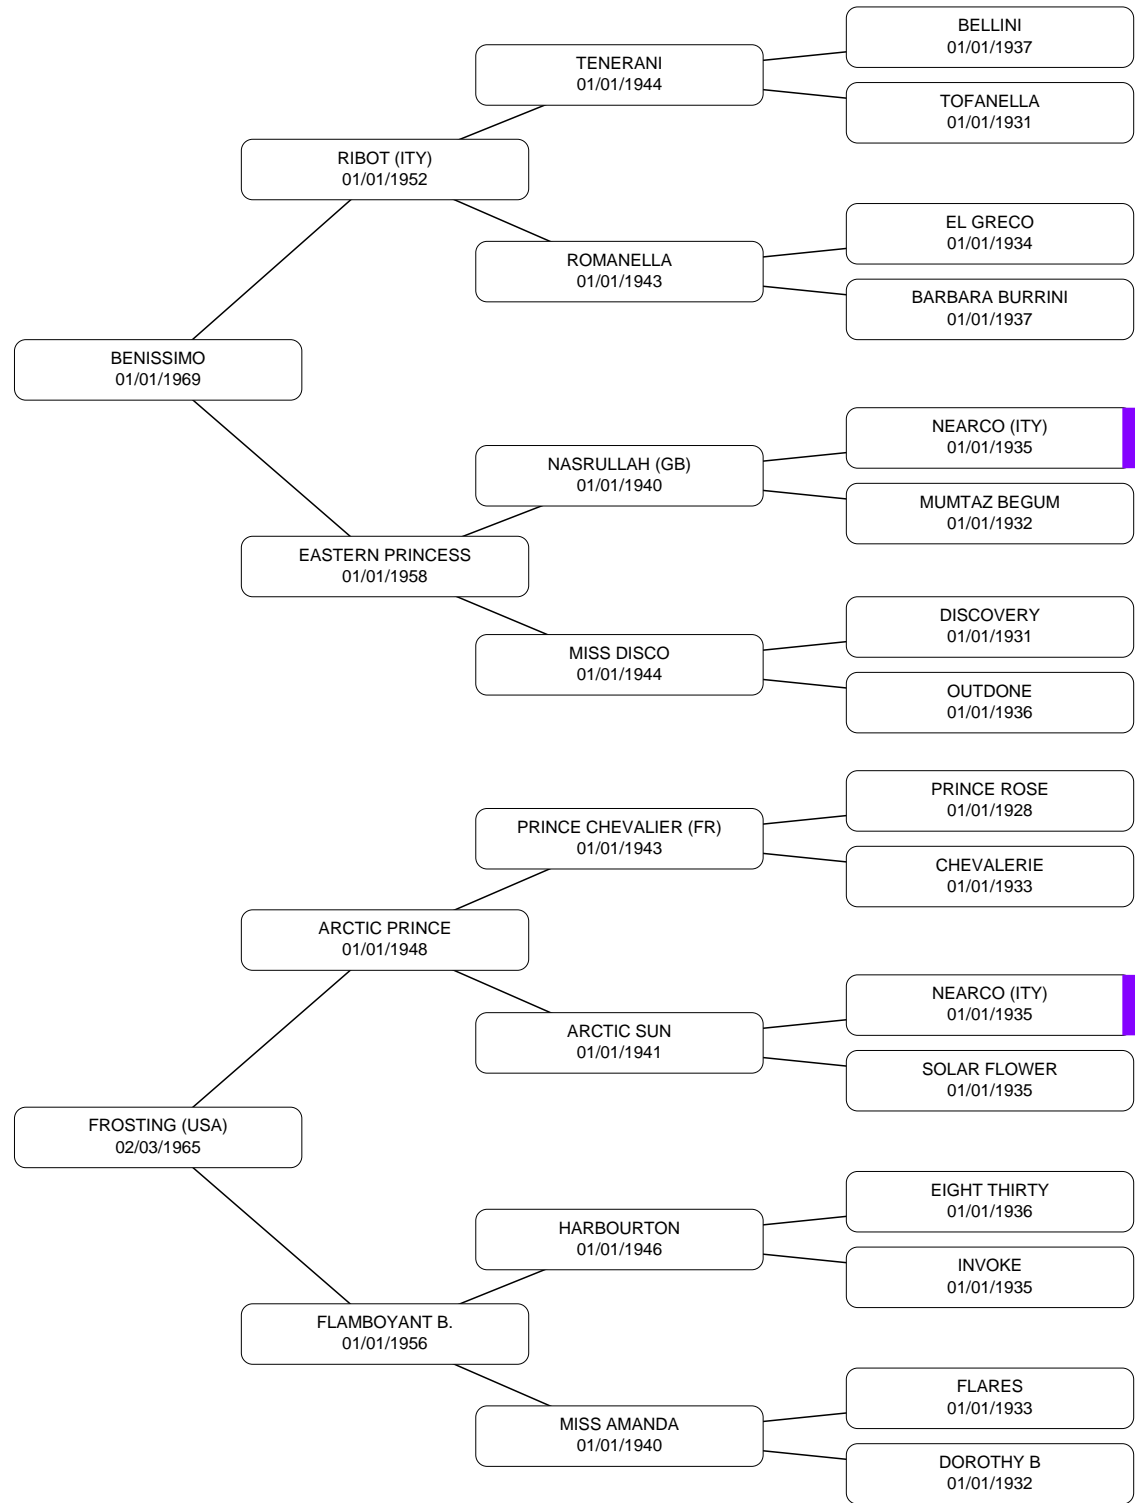 BELLINI
01/01/1937
TENERANI
01/01/1944
TOFANELLA
01/01/1931
RIBOT (ITY)
01/01/1952
EL GRECO
01/01/1934
ROMANELLA
01/01/1943
BARBARA BURRINI
01/01/1937
BENISSIMO
01/01/1969
NEARCO (ITY)
01/01/1935
NASRULLAH (GB)
01/01/1940
MUMTAZ BEGUM
01/01/1932
EASTERN PRINCESS
01/01/1958
DISCOVERY
01/01/1931
MISS DISCO
01/01/1944
OUTDONE
01/01/1936
PRINCE ROSE
01/01/1928
PRINCE CHEVALIER (FR)
01/01/1943
CHEVALERIE
01/01/1933
ARCTIC PRINCE
01/01/1948
NEARCO (ITY)
01/01/1935
ARCTIC SUN
01/01/1941
SOLAR FLOWER
01/01/1935
FROSTING (USA)
02/03/1965
EIGHT THIRTY
01/01/1936
HARBOURTON
01/01/1946
INVOKE
01/01/1935
FLAMBOYANT B.
01/01/1956
FLARES
01/01/1933
MISS AMANDA
01/01/1940
DOROTHY B
01/01/1932